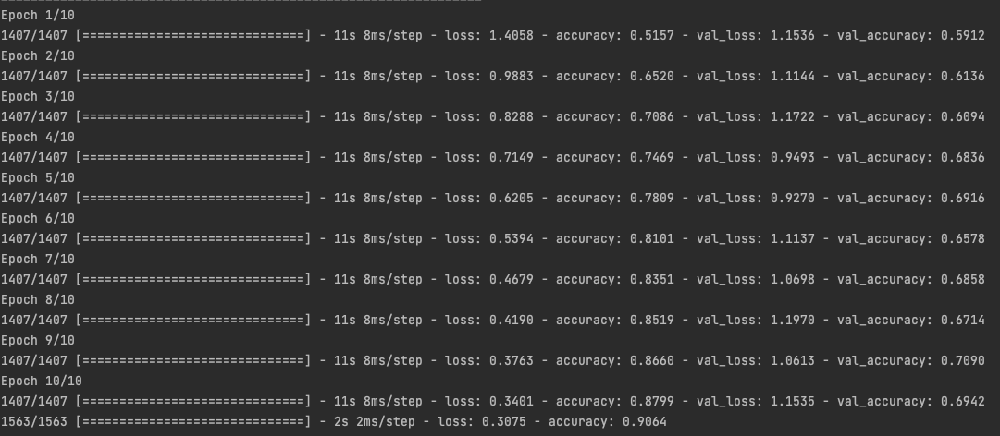 Epoch 1/10
1407/1407 [==============================] - 11s 8ms/step - loss: 1.4058 - accuracy: 0.5157 - val_loss: 1.1536 - val_accuracy: 0.5912
Epoch 2/10
1407/1407 [==============================] - 11s 8ms/step - loss: 0.9883 - accuracy: 0.6520 - val_loss: 1.1144 - val_accuracy: 0.6136
Epoch 3/10
1407/1407 [==============================] - 11s 8ms/step - loss: 0.8288 - accuracy: 0.7086 - val_loss: 1.1722 - val_accuracy: 0.6094
Epoch 4/10
1407/1407 [==============================] - 11s 8ms/step - loss: 0.7149 - accuracy: 0.7469 - val_loss: 0.9493 - val_accuracy: 0.6836
Epoch 5/10
1407/1407 [==============================] - 11s 8ms/step - loss: 0.6205 - accuracy: 0.7809 - val_loss: 0.9270 - val_accuracy: 0.6916
Epoch 6/10
1407/1407 [==============================] - 11s 8ms/step - loss: 0.5394 - accuracy: 0.8101 - val_loss: 1.1137 - val_accuracy: 0.6578
Epoch 7/10
1407/1407 [==============================] - 11s 8ms/step - loss: 0.4679 - accuracy: 0.8351 - val_loss: 1.0698 - val_accuracy: 0.6858
Epoch 8/10
1407/1407 [==============================] - 11s 8ms/step - loss: 0.4190 - accuracy: 0.8519 - val_loss: 1.1970 - val_accuracy: 0.6714
Epoch 9/10
1407/1407 [==============================] - 11s 8ms/step - loss: 0.3763 - accuracy: 0.8660 - val_loss: 1.0613 - val_accuracy: 0.7090
Epoch 10/10
1407/1407 [==============================] - 11s 8ms/step - loss: 0.3401 - accuracy: 0.8799 - val_loss: 1.1535 - val_accuracy: 0.6942
1563/1563 [==============================] - 2s 2ms/step - loss: 0.3075 - accuracy: 0.9064